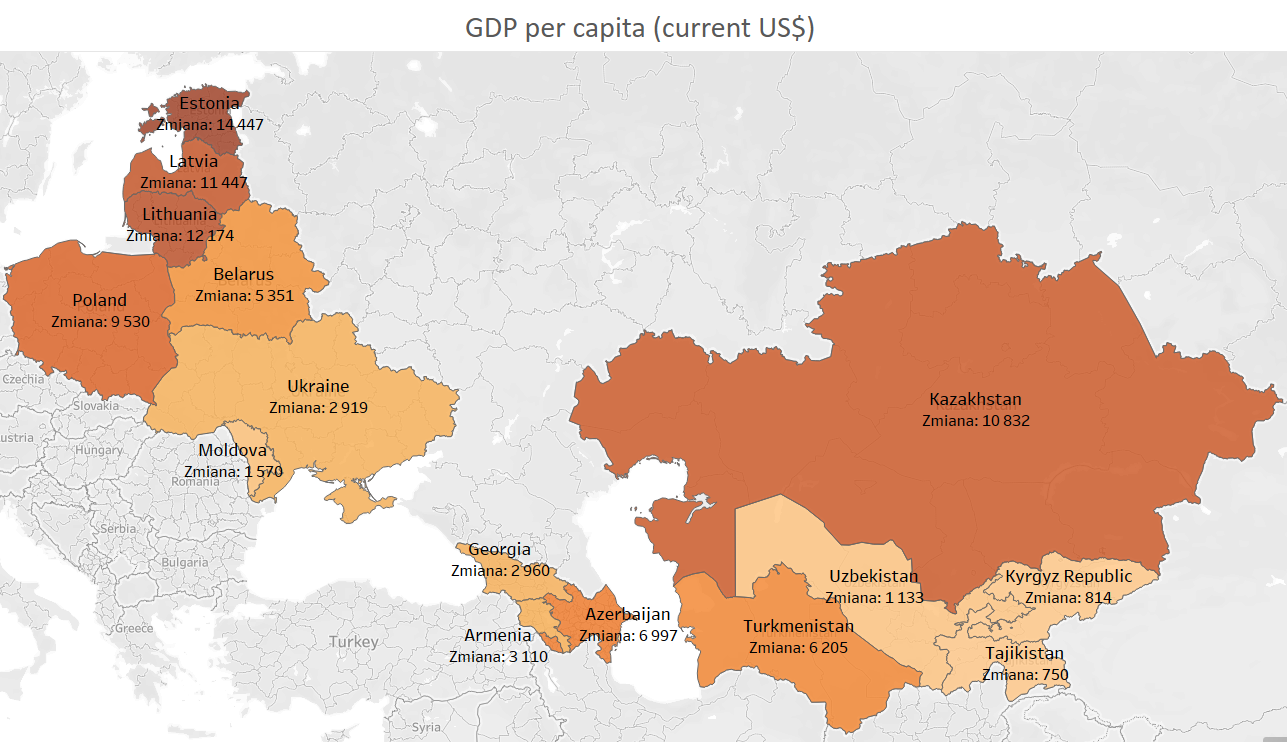 GDP per capita (current US$)
Estonia
Zmiana: 14 447
Latvia
Zmiana: 11 447
Lithuania
Zmiana: 12 174
Belarus
Zmiana: 5 351
Poland
Zmiana: 9 530
Czechia
Slovakia
Ukraine
Zmiana: 2 919
Kazakhstan
Zmiana: 10 832
ustria
Hungary
Moldova
Zmiana: 1 570
Romania
Serbia
Bulgaria
Georgia
Zmiana: 2 960
Uzbekistan
Zmiana: 1 133
Kyrgyz Republic
Zmiana: 814
Greece
Turkey
Armenia
Zmiana: 3 110
Azerbaijan
Zmiana: 6 997
Turkmenistan
Zmiana: 6 205
Tajikistan
Zmiana: 750
Syria